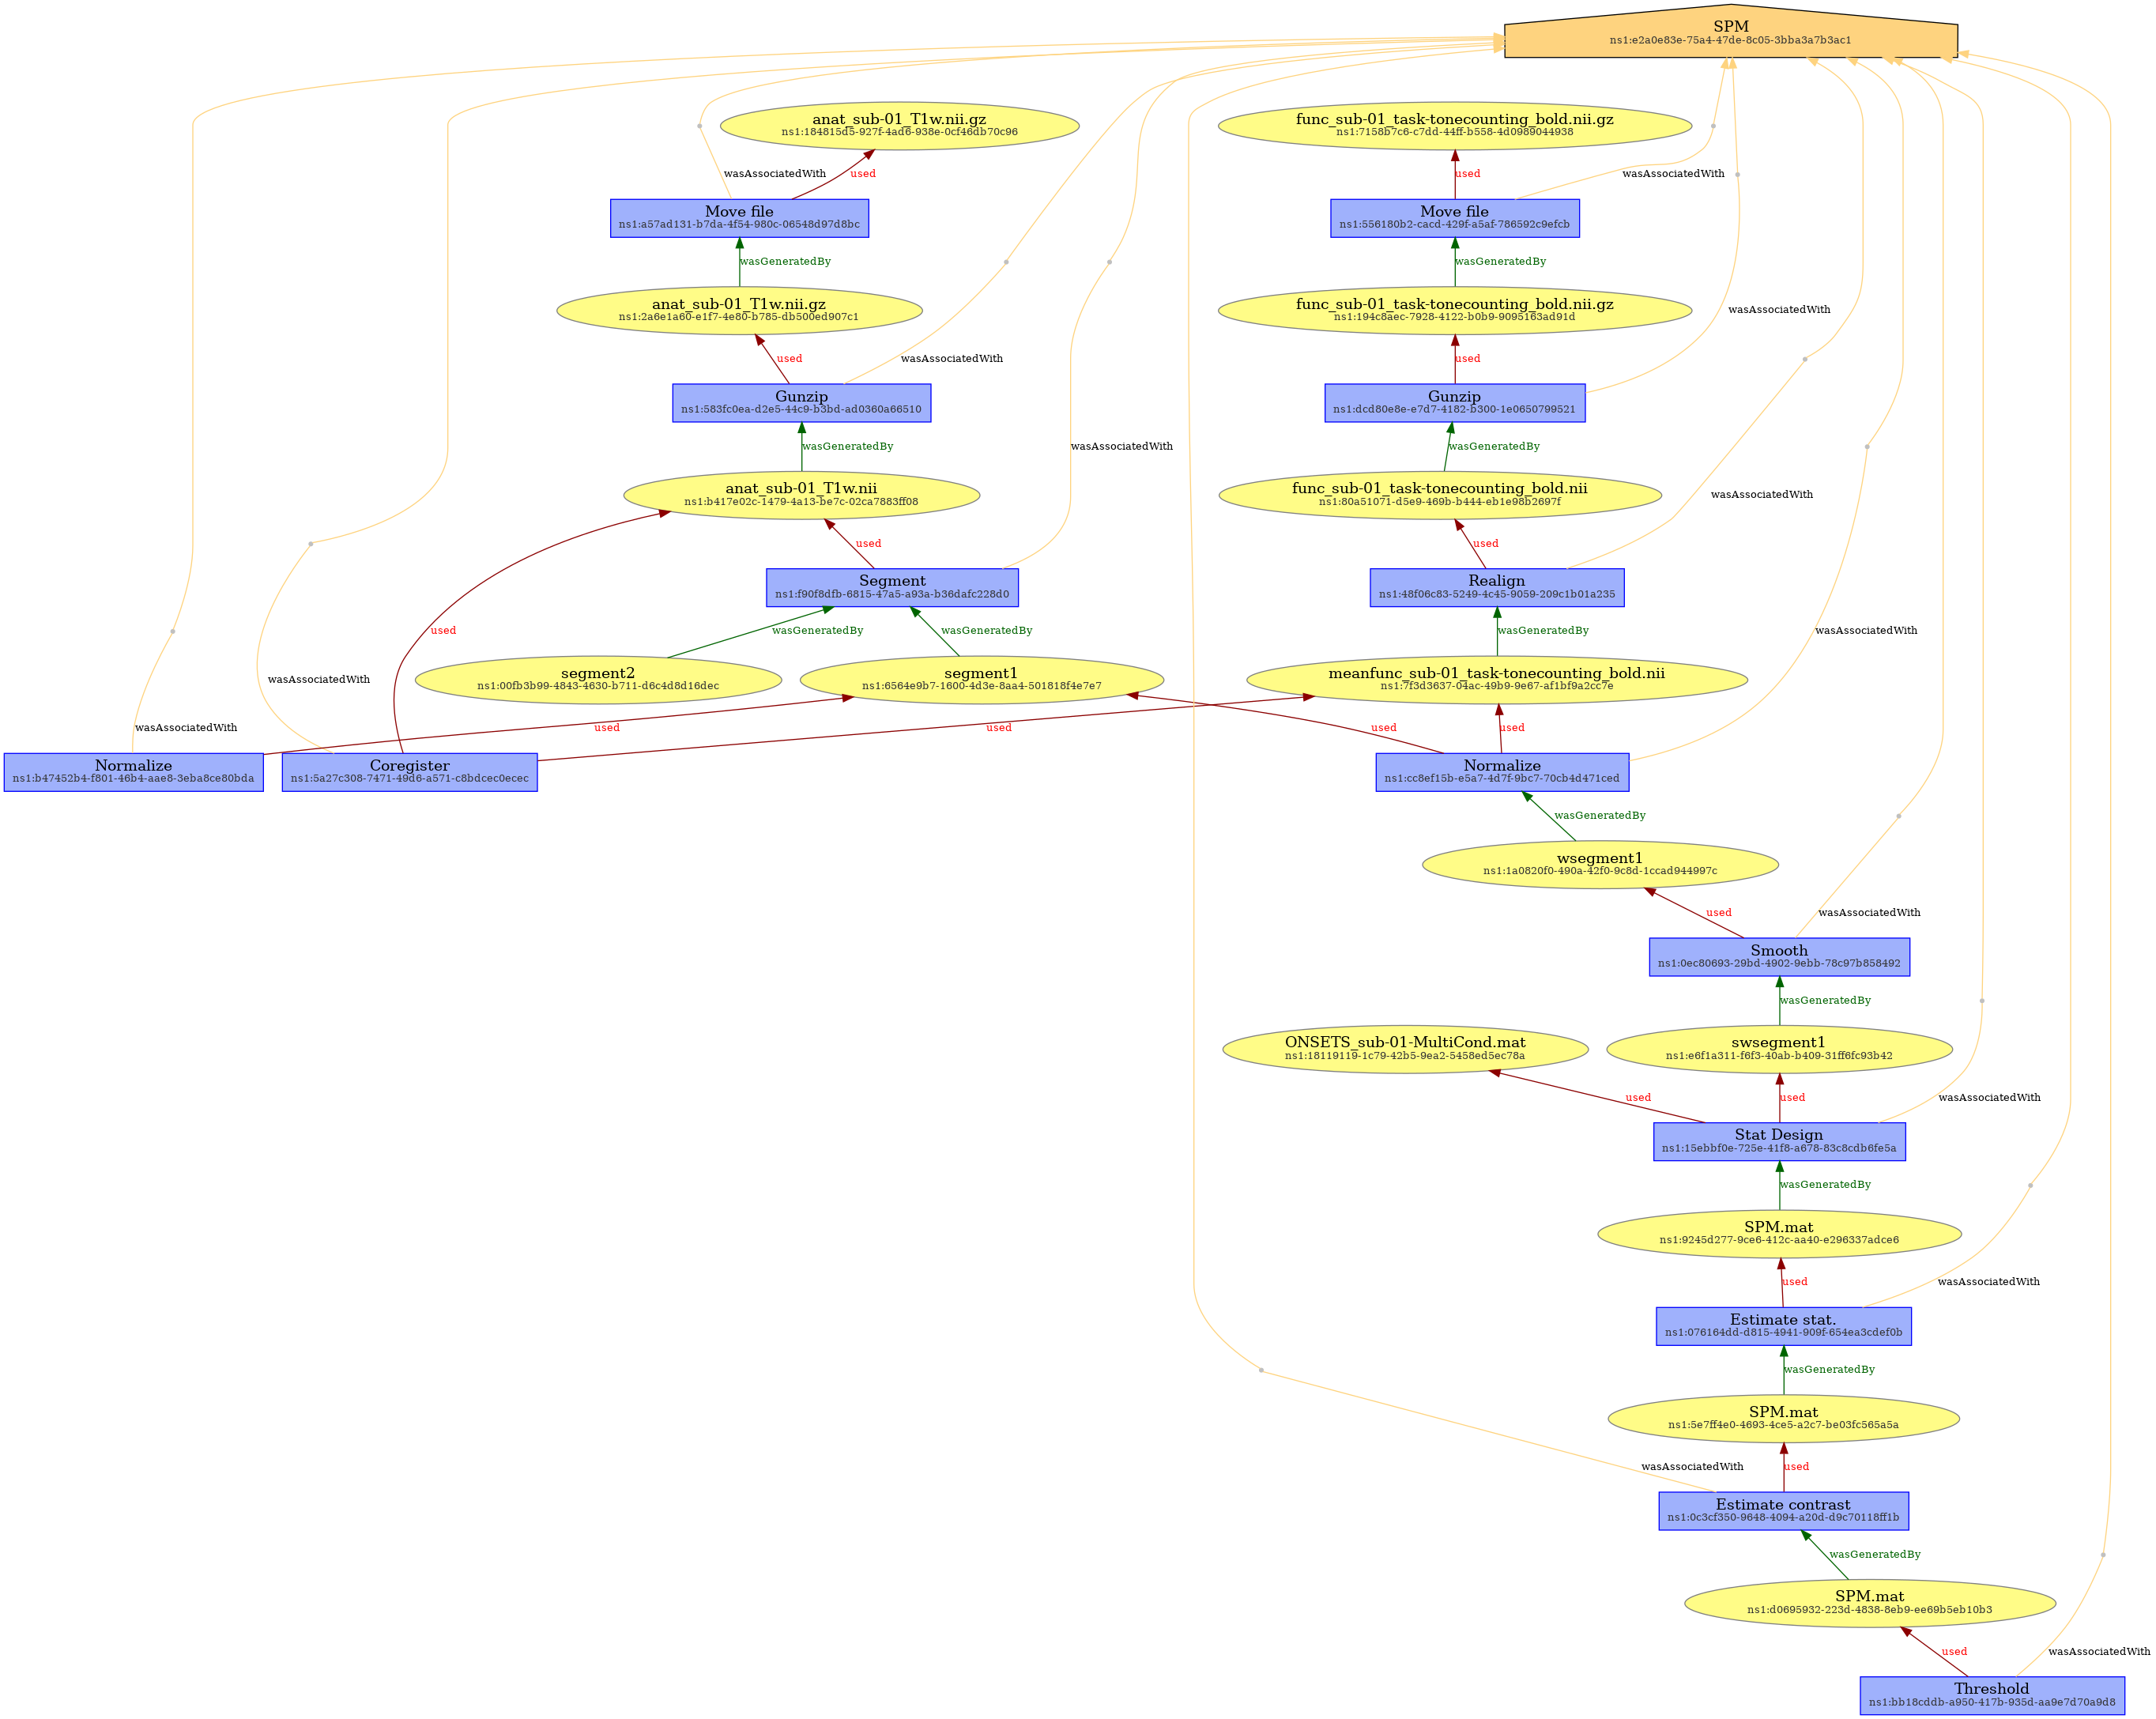 SPM
ns1:e2a0e83e-75a4-47de-8c05-3bba3a7b3ac1
anat_sub-01_T1w.nii.gz
ns1:184815d5-927f-4ad6-938e-0cf46db70c96
func_sub-01_task-tonecounting_bold.nii.gz
ns1:7158b7c6-c7dd-44ff-b558-4d0989044938
wasAssociatedWith
used
used
wasAssociatedWith
Move file
ns1:a57ad131-b7da-4f54-980c-06548d97d8bc
Move file
ns1:556180b2-cacd-429f-a5af-786592c9efcb
wasGeneratedBy
wasGeneratedBy
anat_sub-01_T1w.nii.gz
ns1:2a6e1a60-e1f7-4e80-b785-db500ed907c1
func_sub-01_task-tonecounting_bold.nii.gz
ns1:194c8aec-7928-4122-b0b9-9095163ad91d
wasAssociatedWith
used
wasAssociatedWith
used
Gunzip
ns1:583fc0ea-d2e5-44c9-b3bd-ad0360a66510
Gunzip
ns1:dcd80e8e-e7d7-4182-b300-1e0650799521
wasGeneratedBy
wasAssociatedWith
wasGeneratedBy
anat_sub-01_T1w.nii
ns1:b417e02c-1479-4a13-be7c-02ca7883ff08
func_sub-01_task-tonecounting_bold.nii
ns1:80a51071-d5e9-469b-b444-eb1e98b2697f
wasAssociatedWith
used
used
Segment
ns1:f90f8dfb-6815-47a5-a93a-b36dafc228d0
Realign
ns1:48f06c83-5249-4c45-9059-209c1b01a235
used
wasGeneratedBy
wasGeneratedBy
wasGeneratedBy
wasAssociatedWith
segment2
ns1:00fb3b99-4843-4630-b711-d6c4d8d16dec
segment1
ns1:6564e9b7-1600-4d3e-8aa4-501818f4e7e7
meanfunc_sub-01_task-tonecounting_bold.nii
ns1:7f3d3637-04ac-49b9-9e67-af1bf9a2cc7e
wasAssociatedWith
wasAssociatedWith
used
used
used
used
Normalize
ns1:b47452b4-f801-46b4-aae8-3eba8ce80bda
Coregister
ns1:5a27c308-7471-49d6-a571-c8bdcec0ecec
Normalize
ns1:cc8ef15b-e5a7-4d7f-9bc7-70cb4d471ced
wasGeneratedBy
wsegment1
ns1:1a0820f0-490a-42f0-9c8d-1ccad944997c
used
wasAssociatedWith
Smooth
ns1:0ec80693-29bd-4902-9ebb-78c97b858492
wasGeneratedBy
ONSETS_sub-01-MultiCond.mat
ns1:18119119-1c79-42b5-9ea2-5458ed5ec78a
swsegment1
ns1:e6f1a311-f6f3-40ab-b409-31ff6fc93b42
used
used
wasAssociatedWith
Stat Design
ns1:15ebbf0e-725e-41f8-a678-83c8cdb6fe5a
wasGeneratedBy
SPM.mat
ns1:9245d277-9ce6-412c-aa40-e296337adce6
used
wasAssociatedWith
Estimate stat.
ns1:076164dd-d815-4941-909f-654ea3cdef0b
wasGeneratedBy
SPM.mat
ns1:5e7ff4e0-4693-4ce5-a2c7-be03fc565a5a
wasAssociatedWith
used
Estimate contrast
ns1:0c3cf350-9648-4094-a20d-d9c70118ff1b
wasGeneratedBy
SPM.mat
ns1:d0695932-223d-4838-8eb9-ee69b5eb10b3
used
wasAssociatedWith
Threshold
ns1:bb18cddb-a950-417b-935d-aa9e7d70a9d8